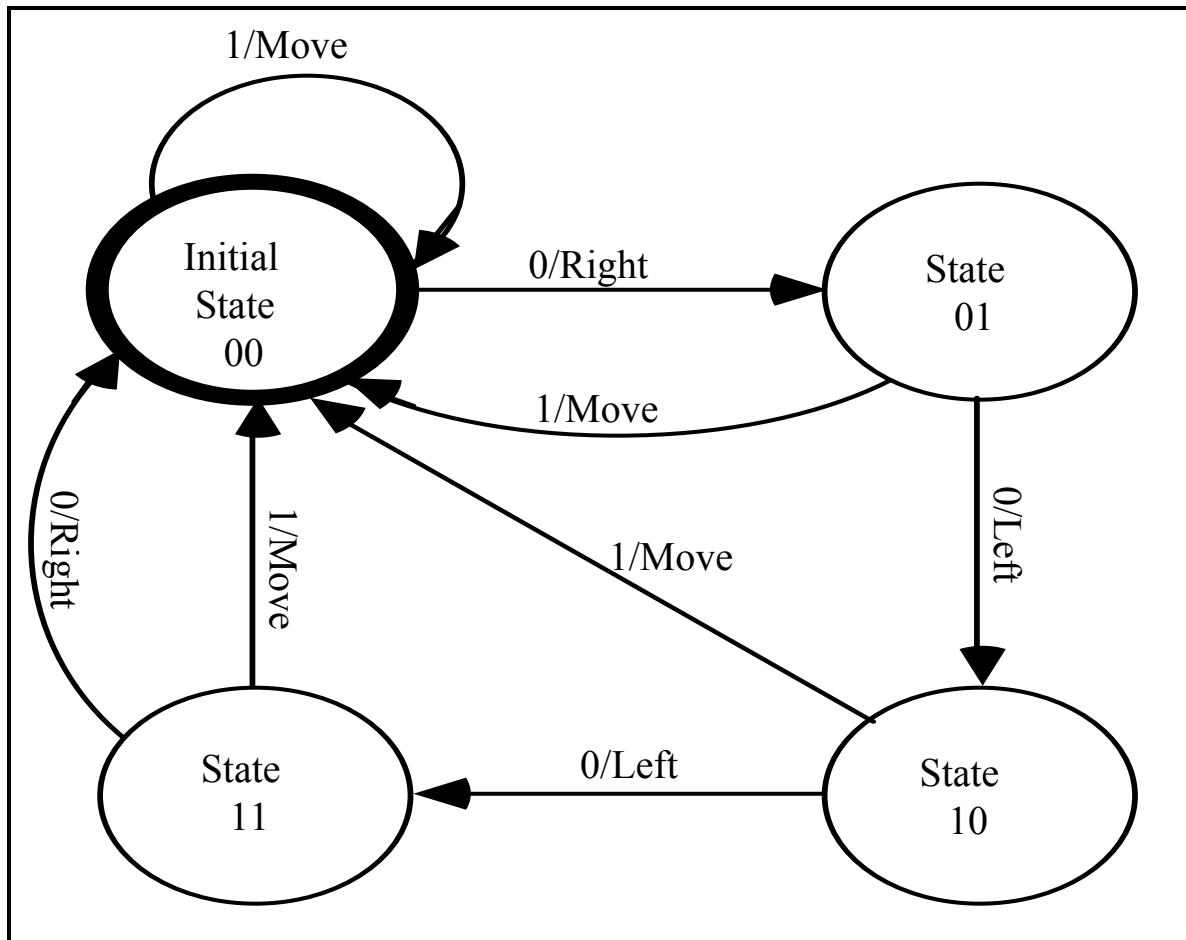 1/Move
Initial
State
00
0/Right
State
01
1/Move
0/Right
1/Move
1/Move
0/Left
State
11
0/Left
State
10